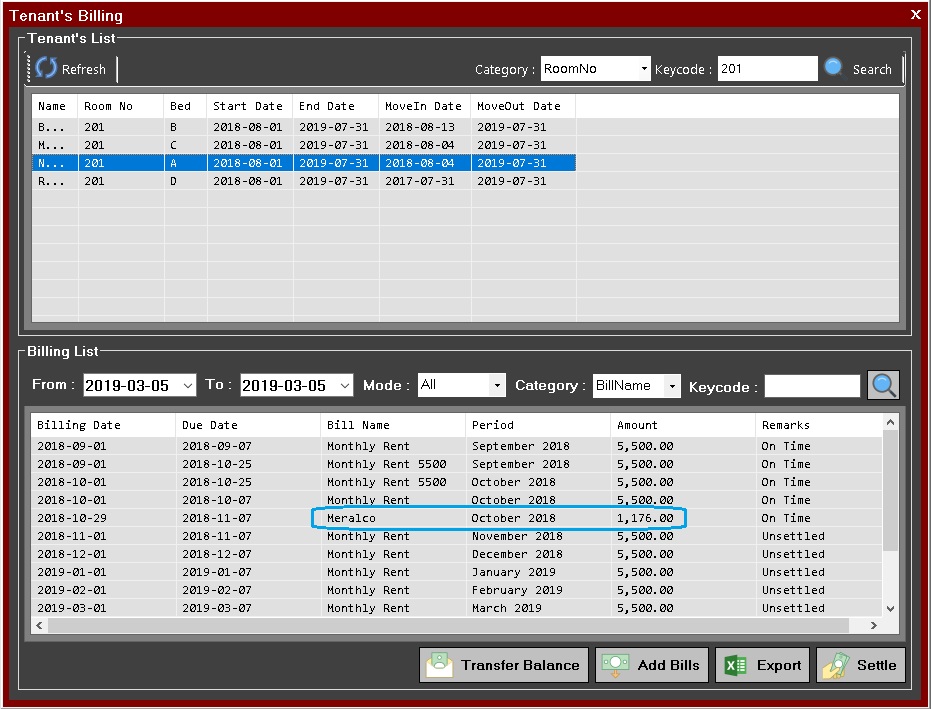 Tenant's Billing X
Tenant's List
Refresh Category : RoomNo Keycode : 201 Search
Name Room No Bed Start Date End Date MoveIn Date MoveOut Date
B... 201 B 2018-08-01 2019-07-31 2018-08-13 2019-07-31
M... 201 C 2018-08-01 2019-07-31 2018-08-04 2019-07-31
N... 201 A 2018-08-01 2019-07-31 2018-08-04 2019-07-31
R... 201 D 2018-08-01 2019-07-31 2017-07-31 2019-07-31
Billing List
From : 2019-03-05 To : 2019-03-05 Mode : All Category : BillName Keycode :
Billing Date Due Date Bill Name Period Amount Remarks
2018-09-01 2018-09-07 Monthly Rent September 2018 5,500.00 On Time
2018-09-01 2018-10-25 Monthly Rent 5500 September 2018 5,500.00 On Time
2018-10-01 2018-10-25 Monthly Rent 5500 October 2018 5,500.00 On Time
2018-10-01 2018-10-07 Monthly Rent October 2018 5,500.00 On Time
2018-10-29 2018-11-07 Meralco October 2018 1,176.00 On Time
2018-11-01 2018-11-07 Monthly Rent November 2018 5,500.00 Unsettled
2018-12-01 2018-12-07 Monthly Rent December 2018 5,500.00 Unsettled
2019-01-01 2019-01-07 Monthly Rent January 2019 5,500.00 Unsettled
2019-02-01 2019-02-07 Monthly Rent February 2019 5,500.00 Unsettled
2019-03-01 2019-03-07 Monthly Rent March 2019 5,500.00 Unsettled
Transfer Balance Add Bills Export Settle